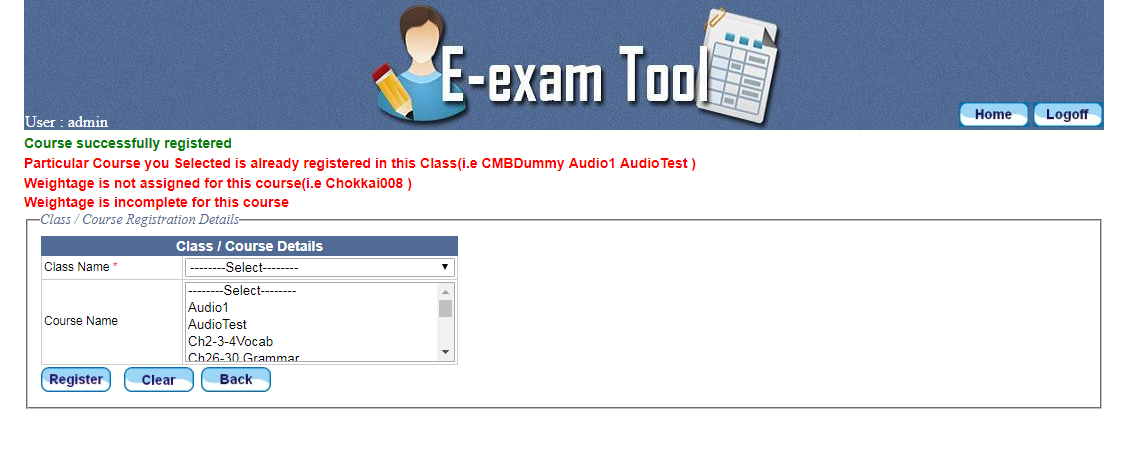 E-exam Tool
User : admin
Home Logoff
Course successfully registered
Particular Course you Selected is already registered in this Class(i.e CMBDummy Audio1 AudioTest )
Weightage is not assigned for this course(i.e Chokkai008 )
Weightage is incomplete for this course
Class / Course Registration Details
Class / Course Details
Class Name * --------Select--------
Course Name
--------Select--------
Audio1
AudioTest
Ch2-3-4Vocab
Ch26-30 Grammar
Register Clear Back